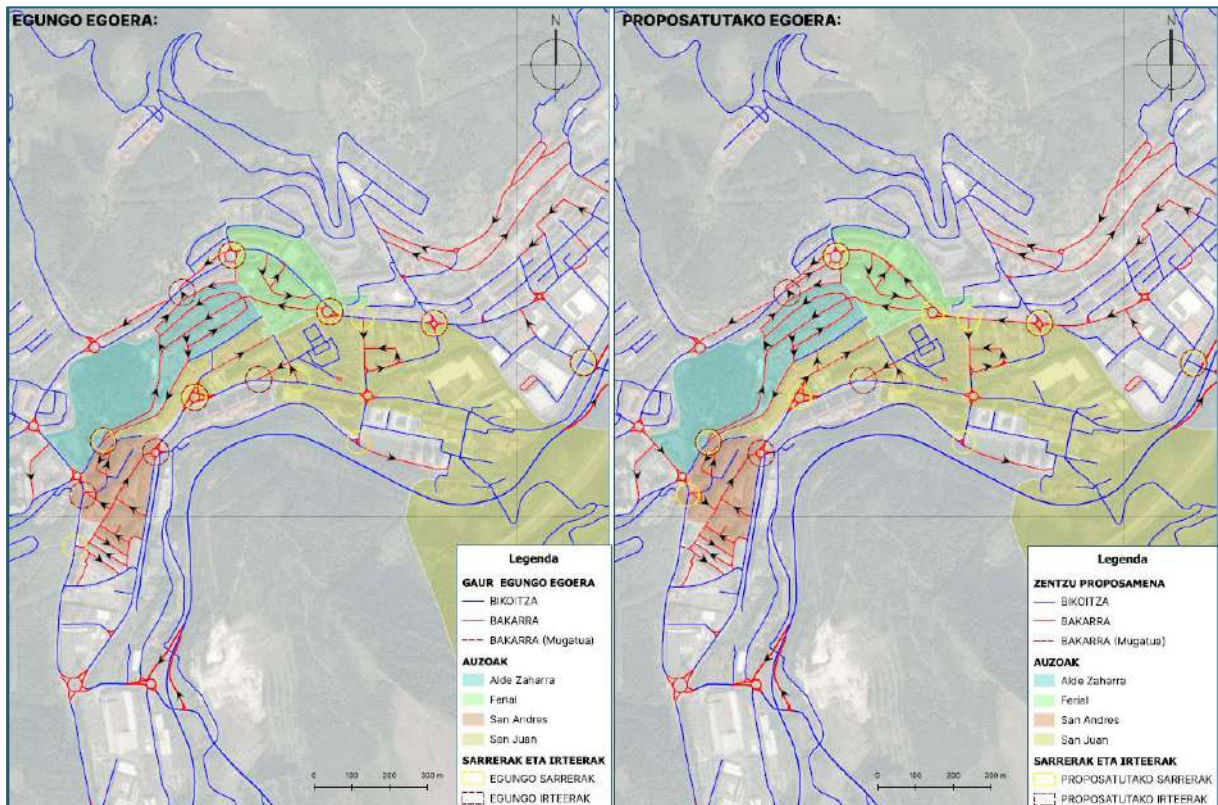 EGUNGO EGOERA:
N
Legenda
GAUR EGUNGO EGOERA
BIKOITZA
BAKARRA
BAKARRA (Mugatua)
AUZOAK
Alde Zaharra
Ferial
San Andres
San Juan
SARRERAK ETA IRTEERAK
EGUNGO SARRERAK
EGUNGO IRTEERAK
0 100 200 300 m
PROPOSATUTAKO EGOERA:
N
Legenda
ZENTZU PROPOSAMENA
BIKOITZA
BAKARRA
BAKARRA (Mugatua)
AUZOAK
Alde Zaharra
Ferial
San Andres
San Juan
SARRERAK ETA IRTEERAK
PROPOSATUTAKO SARRERAK
PROPOSATUTAKO IRTEERAK
0 100 200 300 m